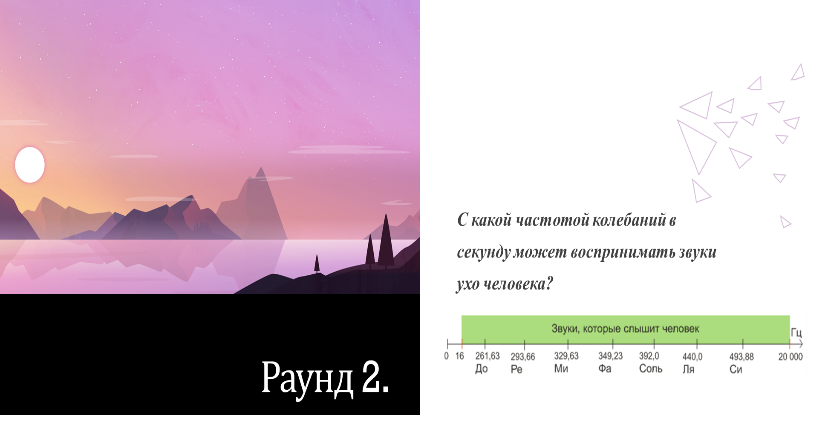 Раунд 2.
С какой частотой колебаний в
секунду может воспринимать звуки
ухо человека?
Звуки, которые слышит человек
Гц
0 16 261,63 293,66 329,63 349,23 392,0 440,0 493,88 20 000
До Ре Ми Фа Соль Ля Си